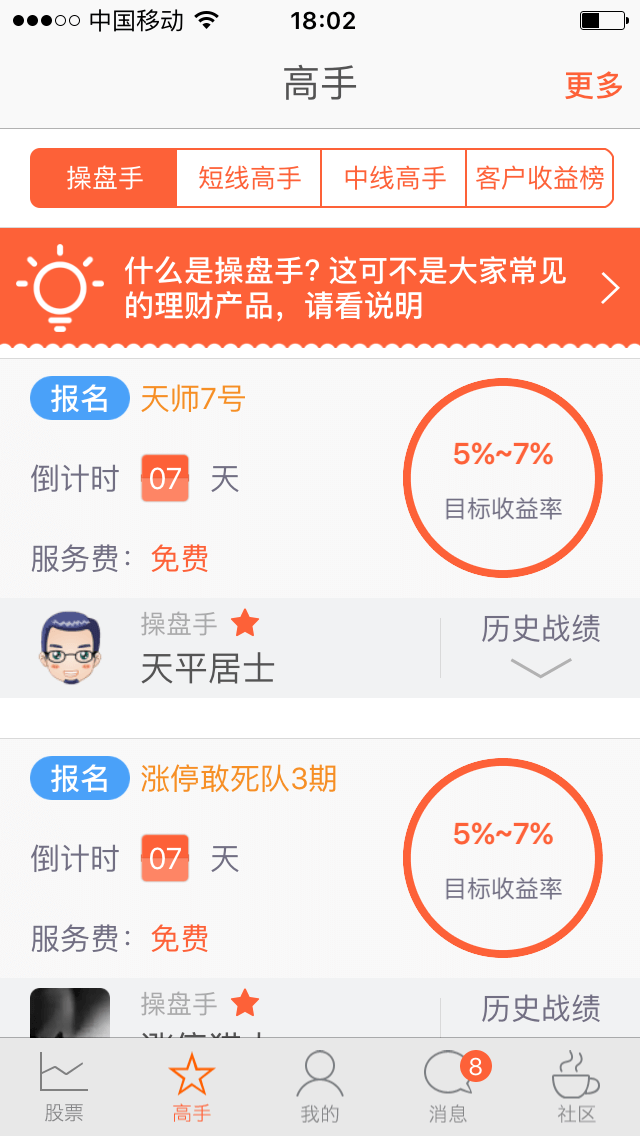 中国移动 18:02
高手 更多
操盘手 短线高手 中线高手 客户收益榜
什么是操盘手? 这可不是大家常见
的理财产品，请看说明
报名 天师7号
5%~7%
倒计时 07 天
目标收益率
服务费: 免费
操盘手 历史战绩
天平居士
报名 涨停敢死队3期
5%~7%
倒计时 07 天
目标收益率
服务费: 免费
操盘手 历史战绩
8
股票 高手 我的 消息 社区